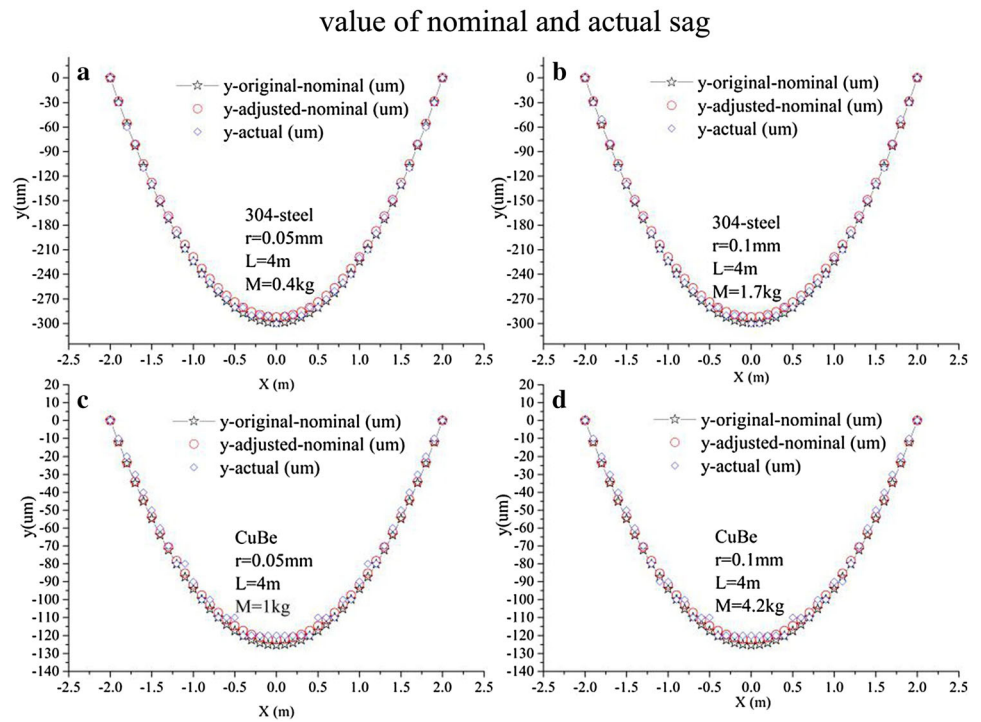 value of nominal and actual sag
a
y-original-nominal (um)
y-adjusted-nominal (um)
y-actual (um)
0
-30
-60
-90
-120
-150
-180
-210
-240
-270
-300
y(um)
304-steel
r=0.05mm
L=4m
M=0.4kg
-2.5 -2.0 -1.5 -1.0 -0.5 0.0 0.5 1.0 1.5 2.0 2.5
X (m)
b
y-original-nominal (um)
y-adjusted-nominal (um)
y-actual (um)
0
-30
-60
-90
-120
-150
-180
-210
-240
-270
-300
y(um)
304-steel
r=0.1mm
L=4m
M=1.7kg
-2.5 -2.0 -1.5 -1.0 -0.5 0.0 0.5 1.0 1.5 2.0 2.5
X (m)
c
y-original-nominal (um)
y-adjusted-nominal (um)
y-actual (um)
20
10
0
-10
-20
-30
-40
-50
-60
-70
-80
-90
-100
-110
-120
-130
-140
y(um)
CuBe
r=0.05mm
L=4m
M=1kg
-2.5 -2.0 -1.5 -1.0 -0.5 0.0 0.5 1.0 1.5 2.0 2.5
X (m)
d
y-original-nominal (um)
y-adjusted-nominal (um)
y-actual (um)
20
10
0
-10
-20
-30
-40
-50
-60
-70
-80
-90
-100
-110
-120
-130
-140
y(um)
CuBe
r=0.1mm
L=4m
M=4.2kg
-2.5 -2.0 -1.5 -1.0 -0.5 0.0 0.5 1.0 1.5 2.0 2.5
X (m)